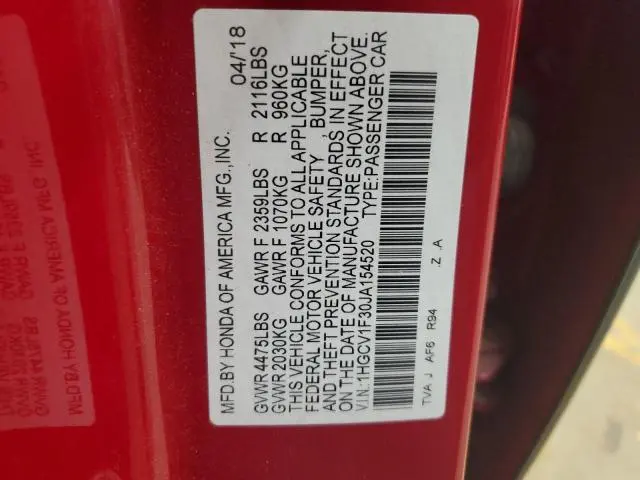 MFD.BY HONDA OF AMERICA MFG.,INC. 04/'18
GVWR 4475LBS GAWR F 2359LBS R 2116LBS
GVWR 2030KG GAWR F 1070KG R 960KG
THIS VEHICLE CONFORMS TO ALL APPLICABLE
FEDERAL MOTOR VEHICLE SAFETY , BUMPER,
AND THEFT PREVENTION STANDARDS IN EFFECT
ON THE DATE OF MANUFACTURE SHOWN ABOVE.
V.I.N.:1HGCV1F30JA154520 TYPE:PASSENGER CAR
TVA J AF6 R94 .Z .A